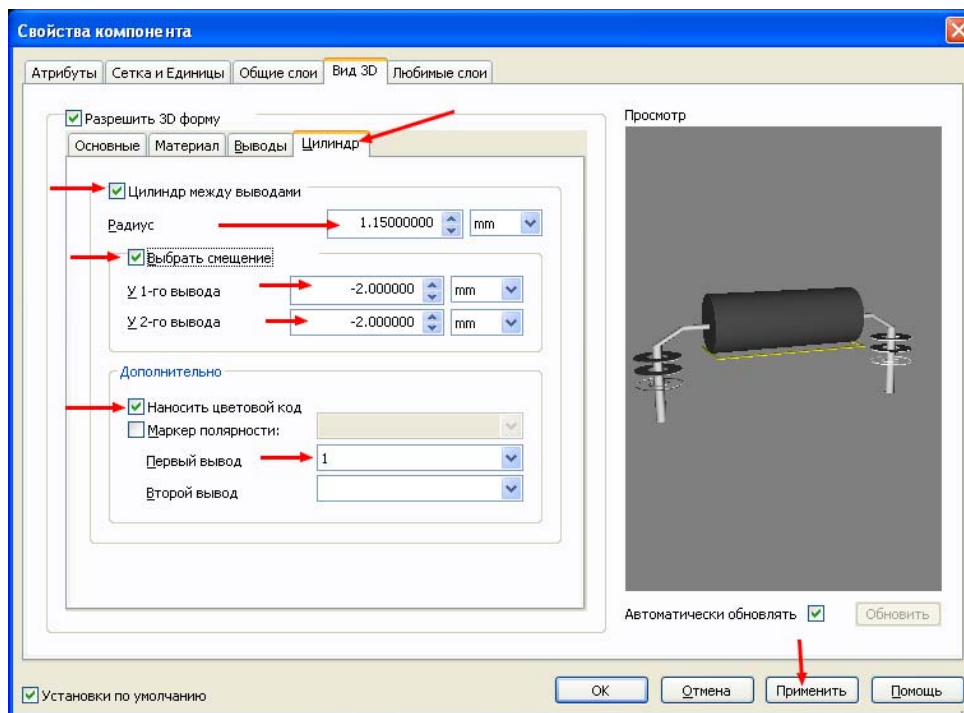 Свойства компонента
Атрибуты Сетка и Единицы Общие слои Вид 3D Любимые слои
Разрешить 3D форму
Просмотр
Основные Материал Выводы Цилиндр
Цилиндр между выводами
Радиус 1.15000000 mm
Выбрать смещение
У 1-го вывода -2.000000 mm
У 2-го вывода -2.000000 mm
Дополнительно
Наносить цветовой код
Маркер полярности:
Первый вывод 1
Второй вывод
Автоматически обновлять Обновить
Установки по умолчанию OK Отмена Применить Помощь